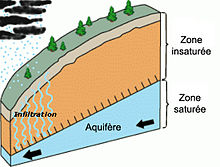 Zone
insaturée
Infiltration
Zone
saturée
Aquifère